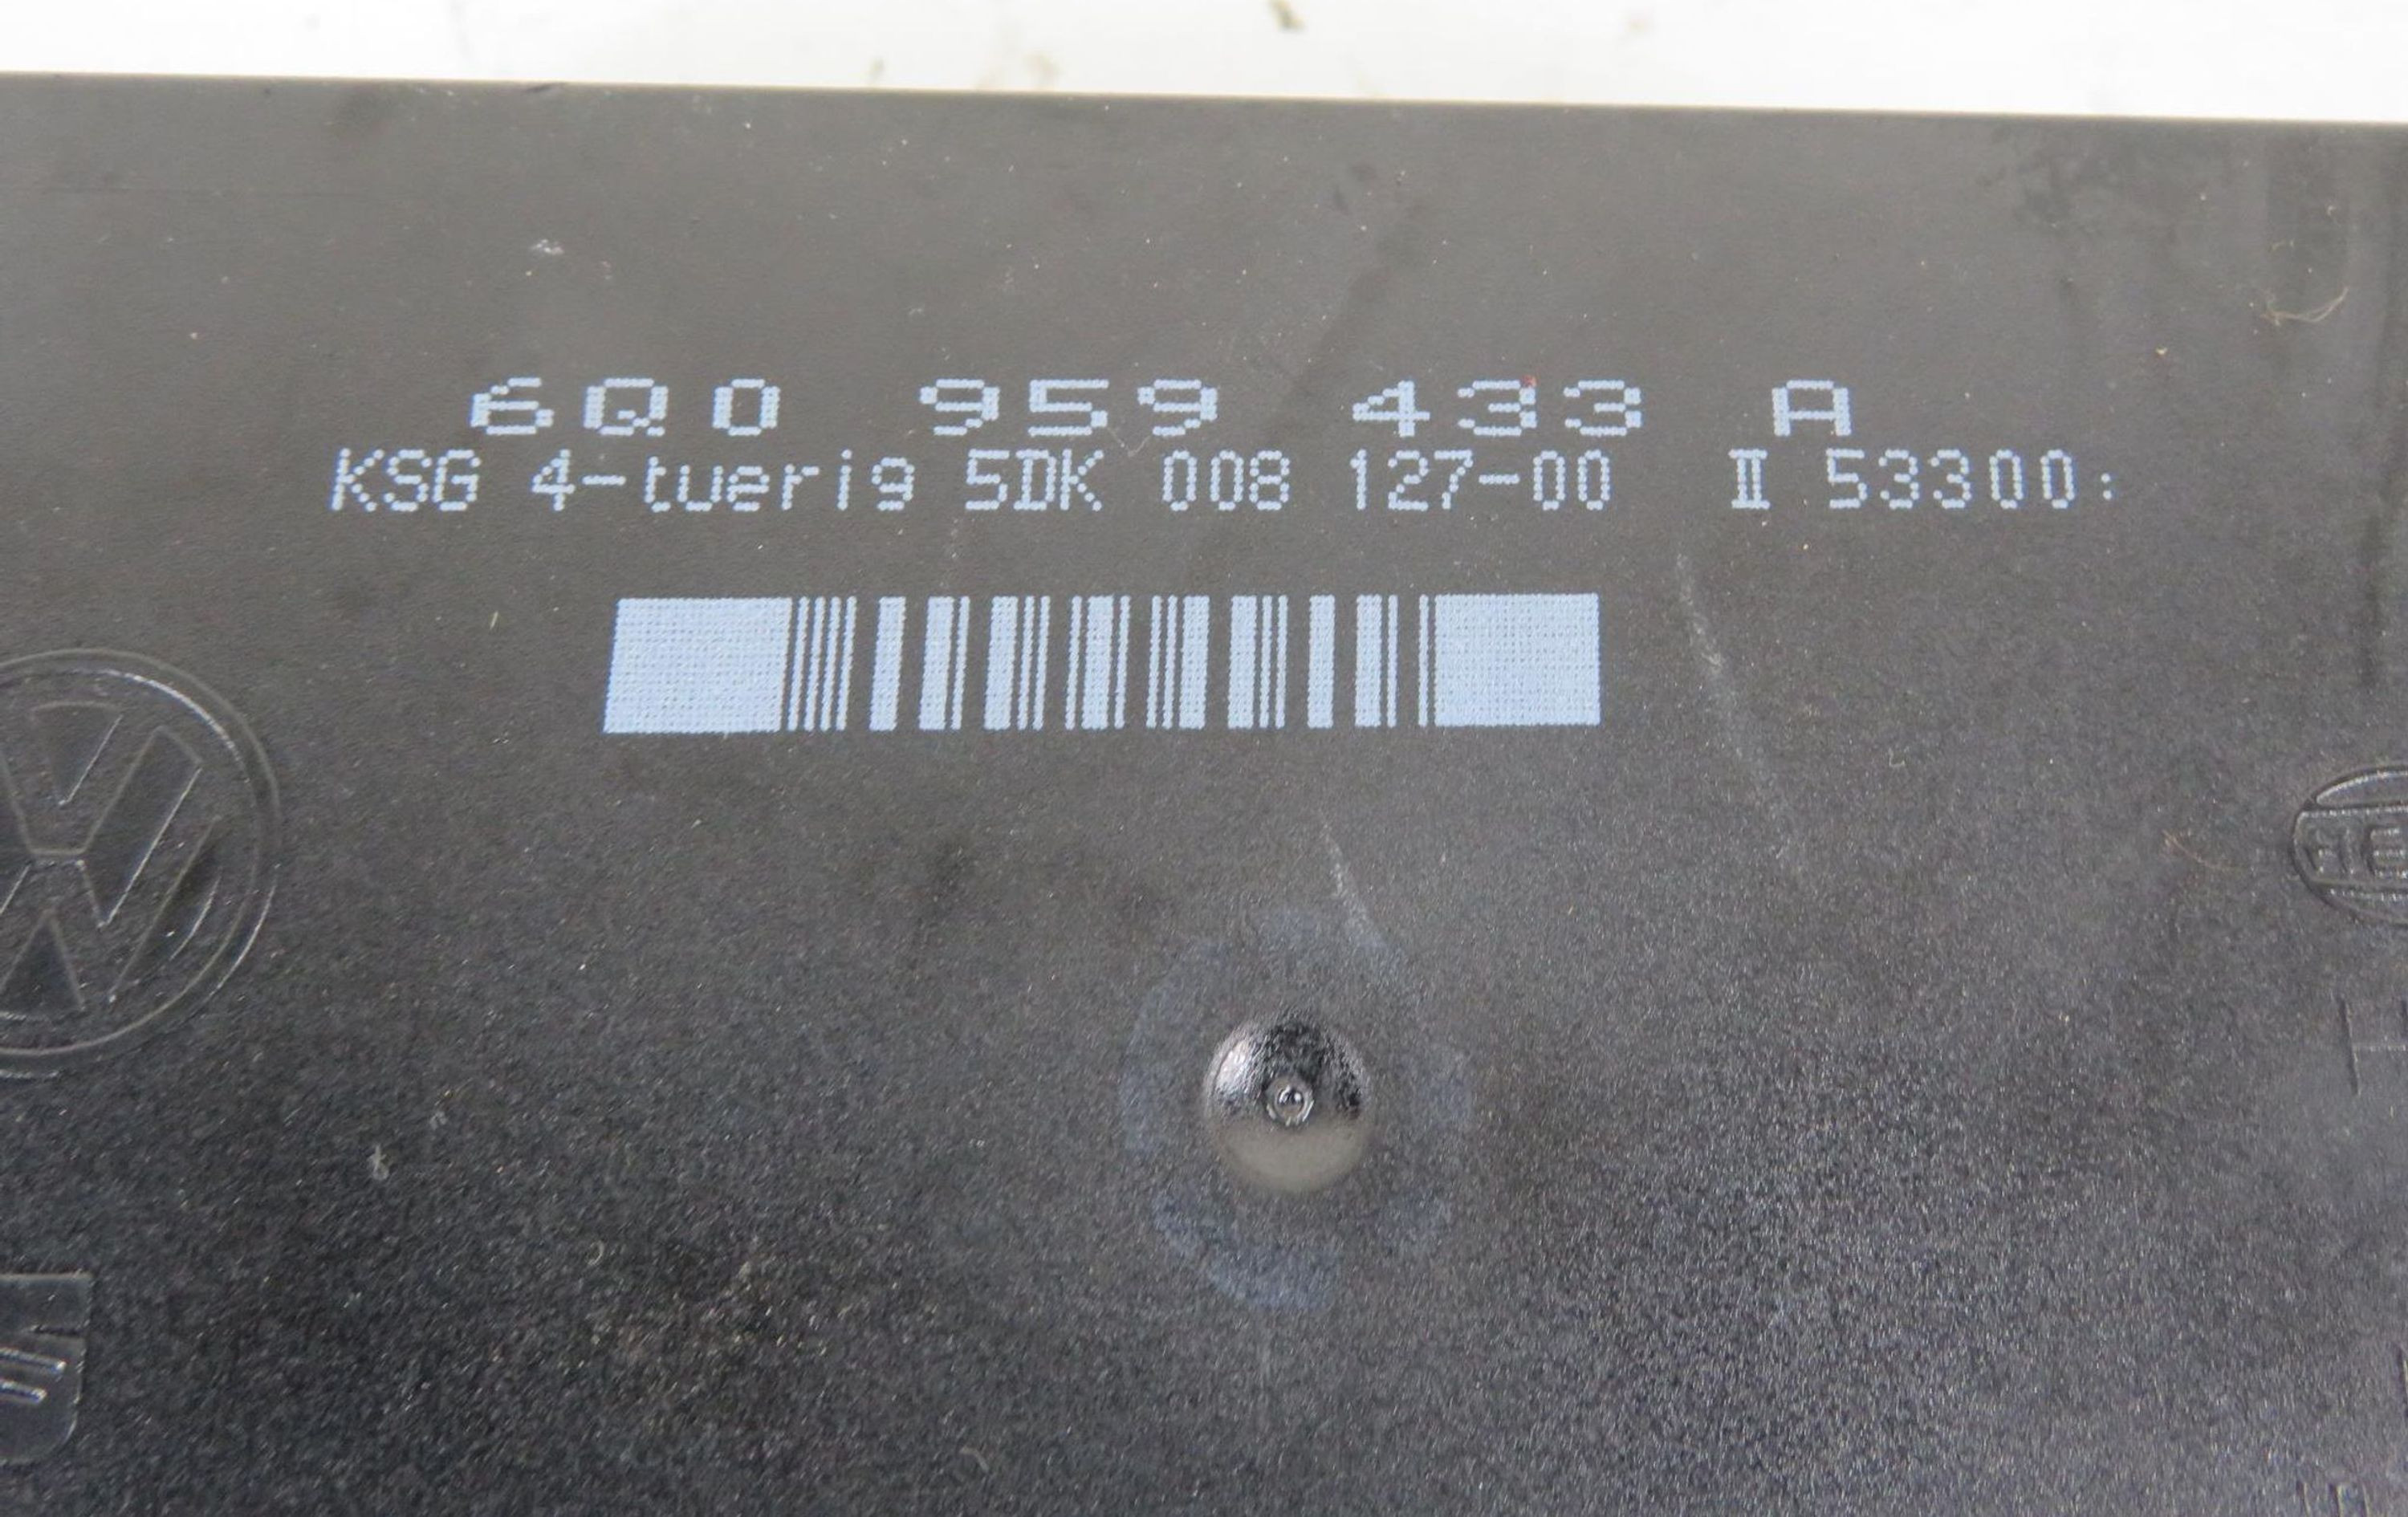 6Q0 959 433 A
KSG 4-tuerig 5DK 008 127-00 II 53300: